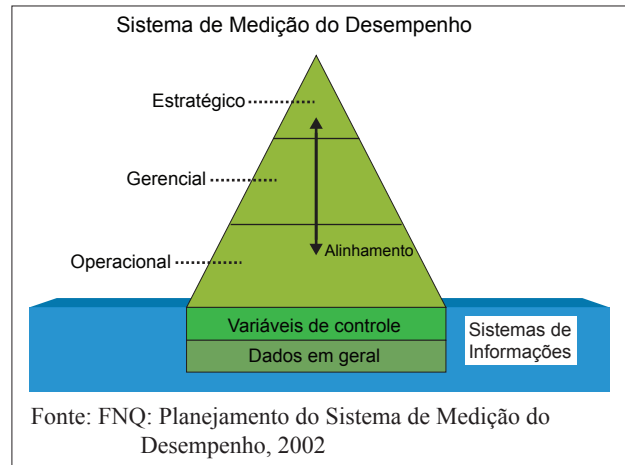 Sistema de Medição do Desempenho
Estratégico
Gerencial
Operacional
Alinhamento
Variáveis de controle
Dados em geral
Sistemas de
Informações
Fonte: FNQ: Planejamento do Sistema de Medição do
Desempenho, 2002